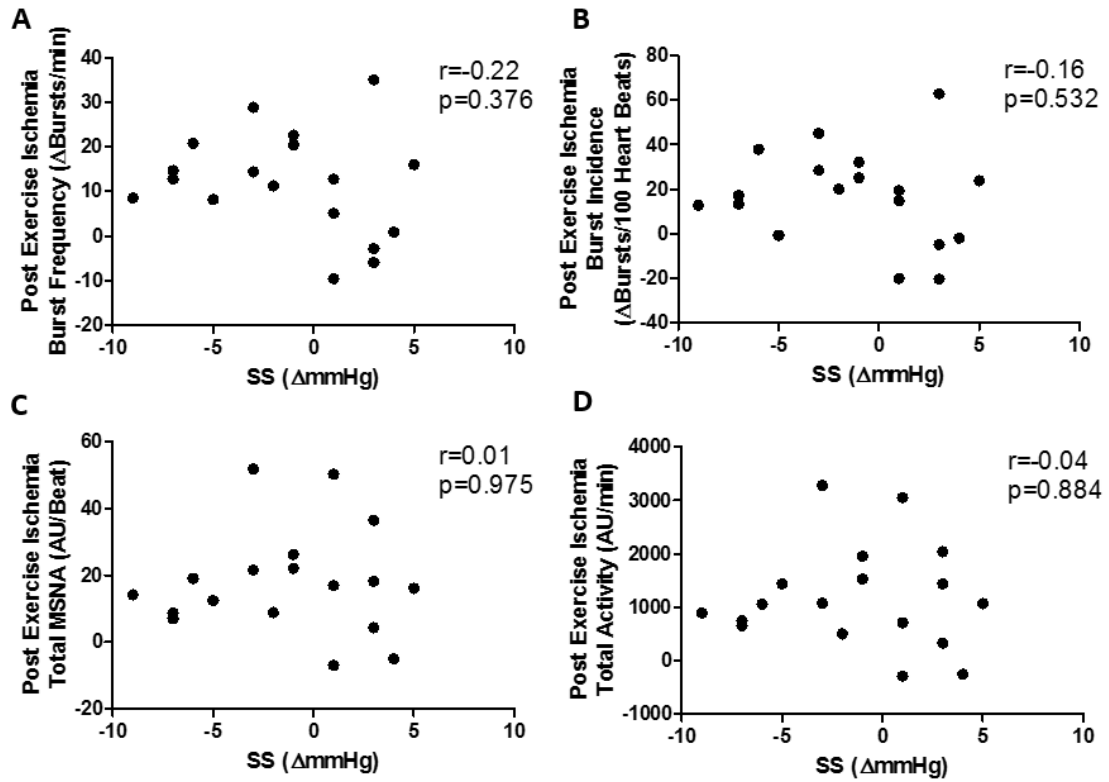 A
Post Exercise Ischemia
Burst Frequency (ΔBursts/min)
40
30
20
10
0
-10
-20
-10
-5
0
5
10
SS (ΔmmHg)
r=-0.22
p=0.376
B
Post Exercise Ischemia
Burst Incidence
(ΔBursts/100 Heart Beats)
80
60
40
20
0
-20
-40
-10
-5
0
5
10
SS (ΔmmHg)
r=-0.16
p=0.532
C
Post Exercise Ischemia
Total MSNA (AU/Beat)
60
40
20
0
-20
-10
-5
0
5
10
SS (ΔmmHg)
r=0.01
p=0.975
D
Post Exercise Ischemia
Total Activity (AU/min)
4000
3000
2000
1000
0
-1000
-10
-5
0
5
10
SS (ΔmmHg)
r=-0.04
p=0.884